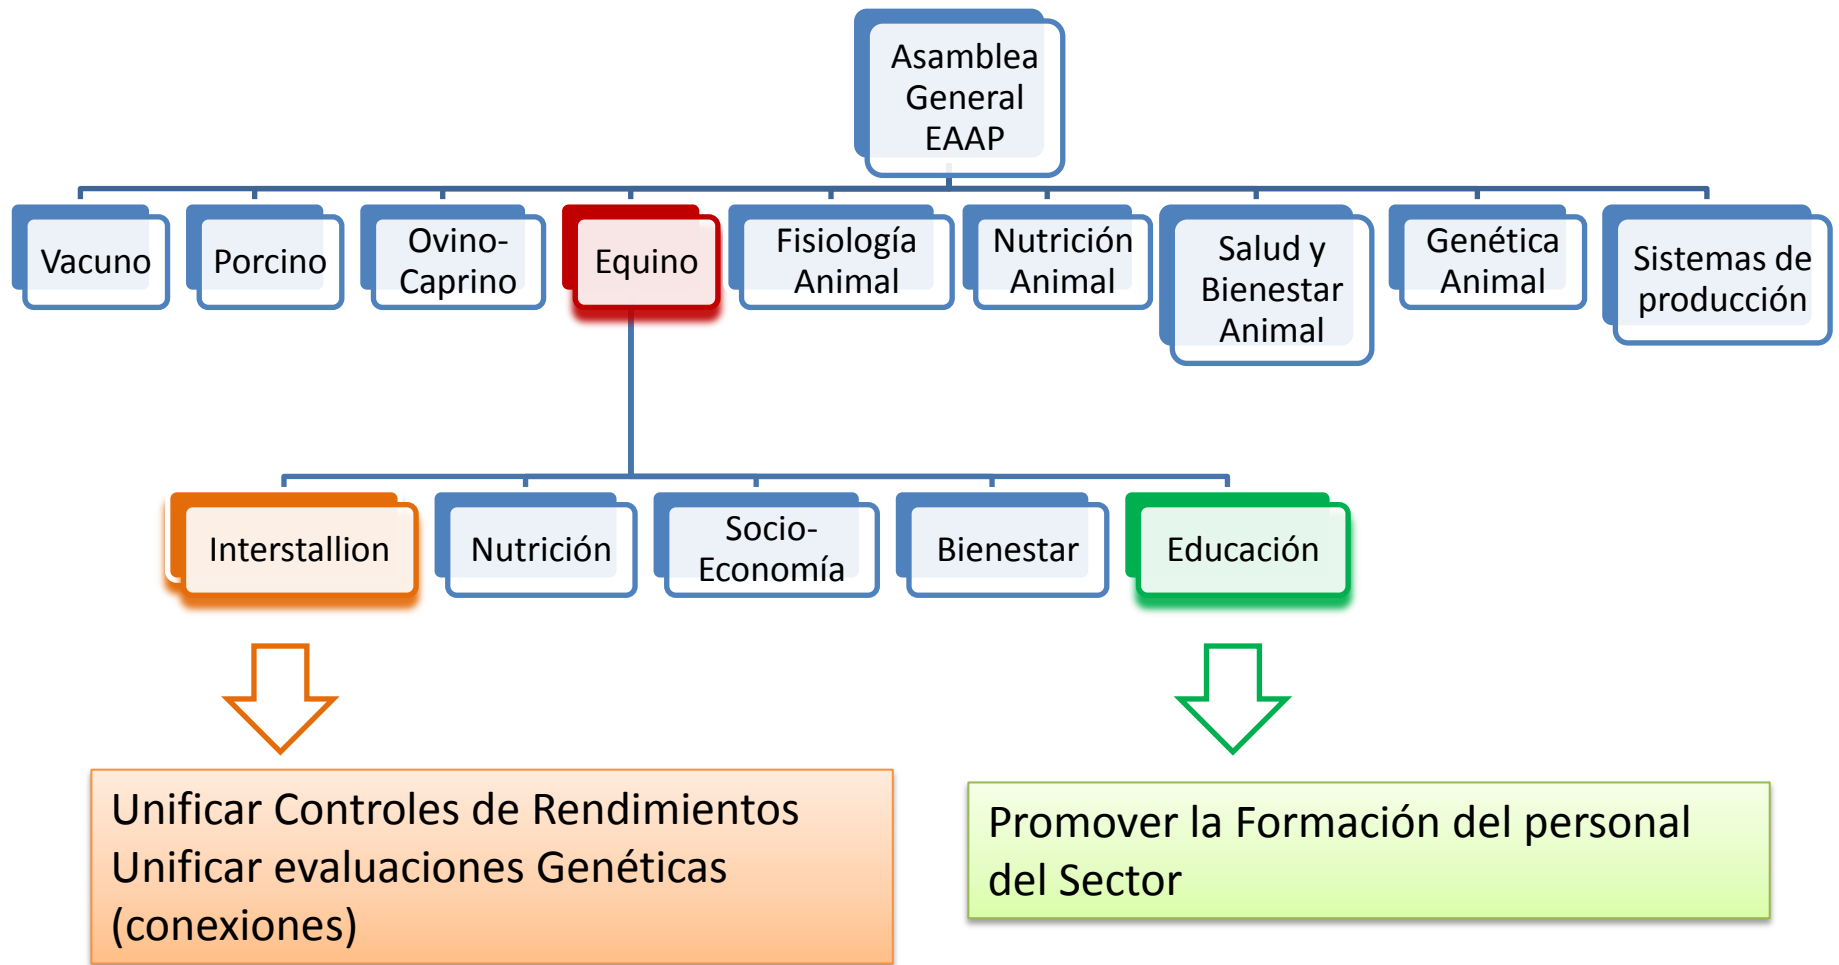 Asamblea
General
EAAP
Vacuno
Porcino
Ovino-
Caprino
Equino
Fisiología
Animal
Nutrición
Animal
Salud y
Bienestar
Animal
Genética
Animal
Sistemas de
producción
Interstallion
Nutrición
Socio-
Economía
Bienestar
Educación
Unificar Controles de Rendimientos
Unificar evaluaciones Genéticas
(conexiones)
Promover la Formación del personal
del Sector